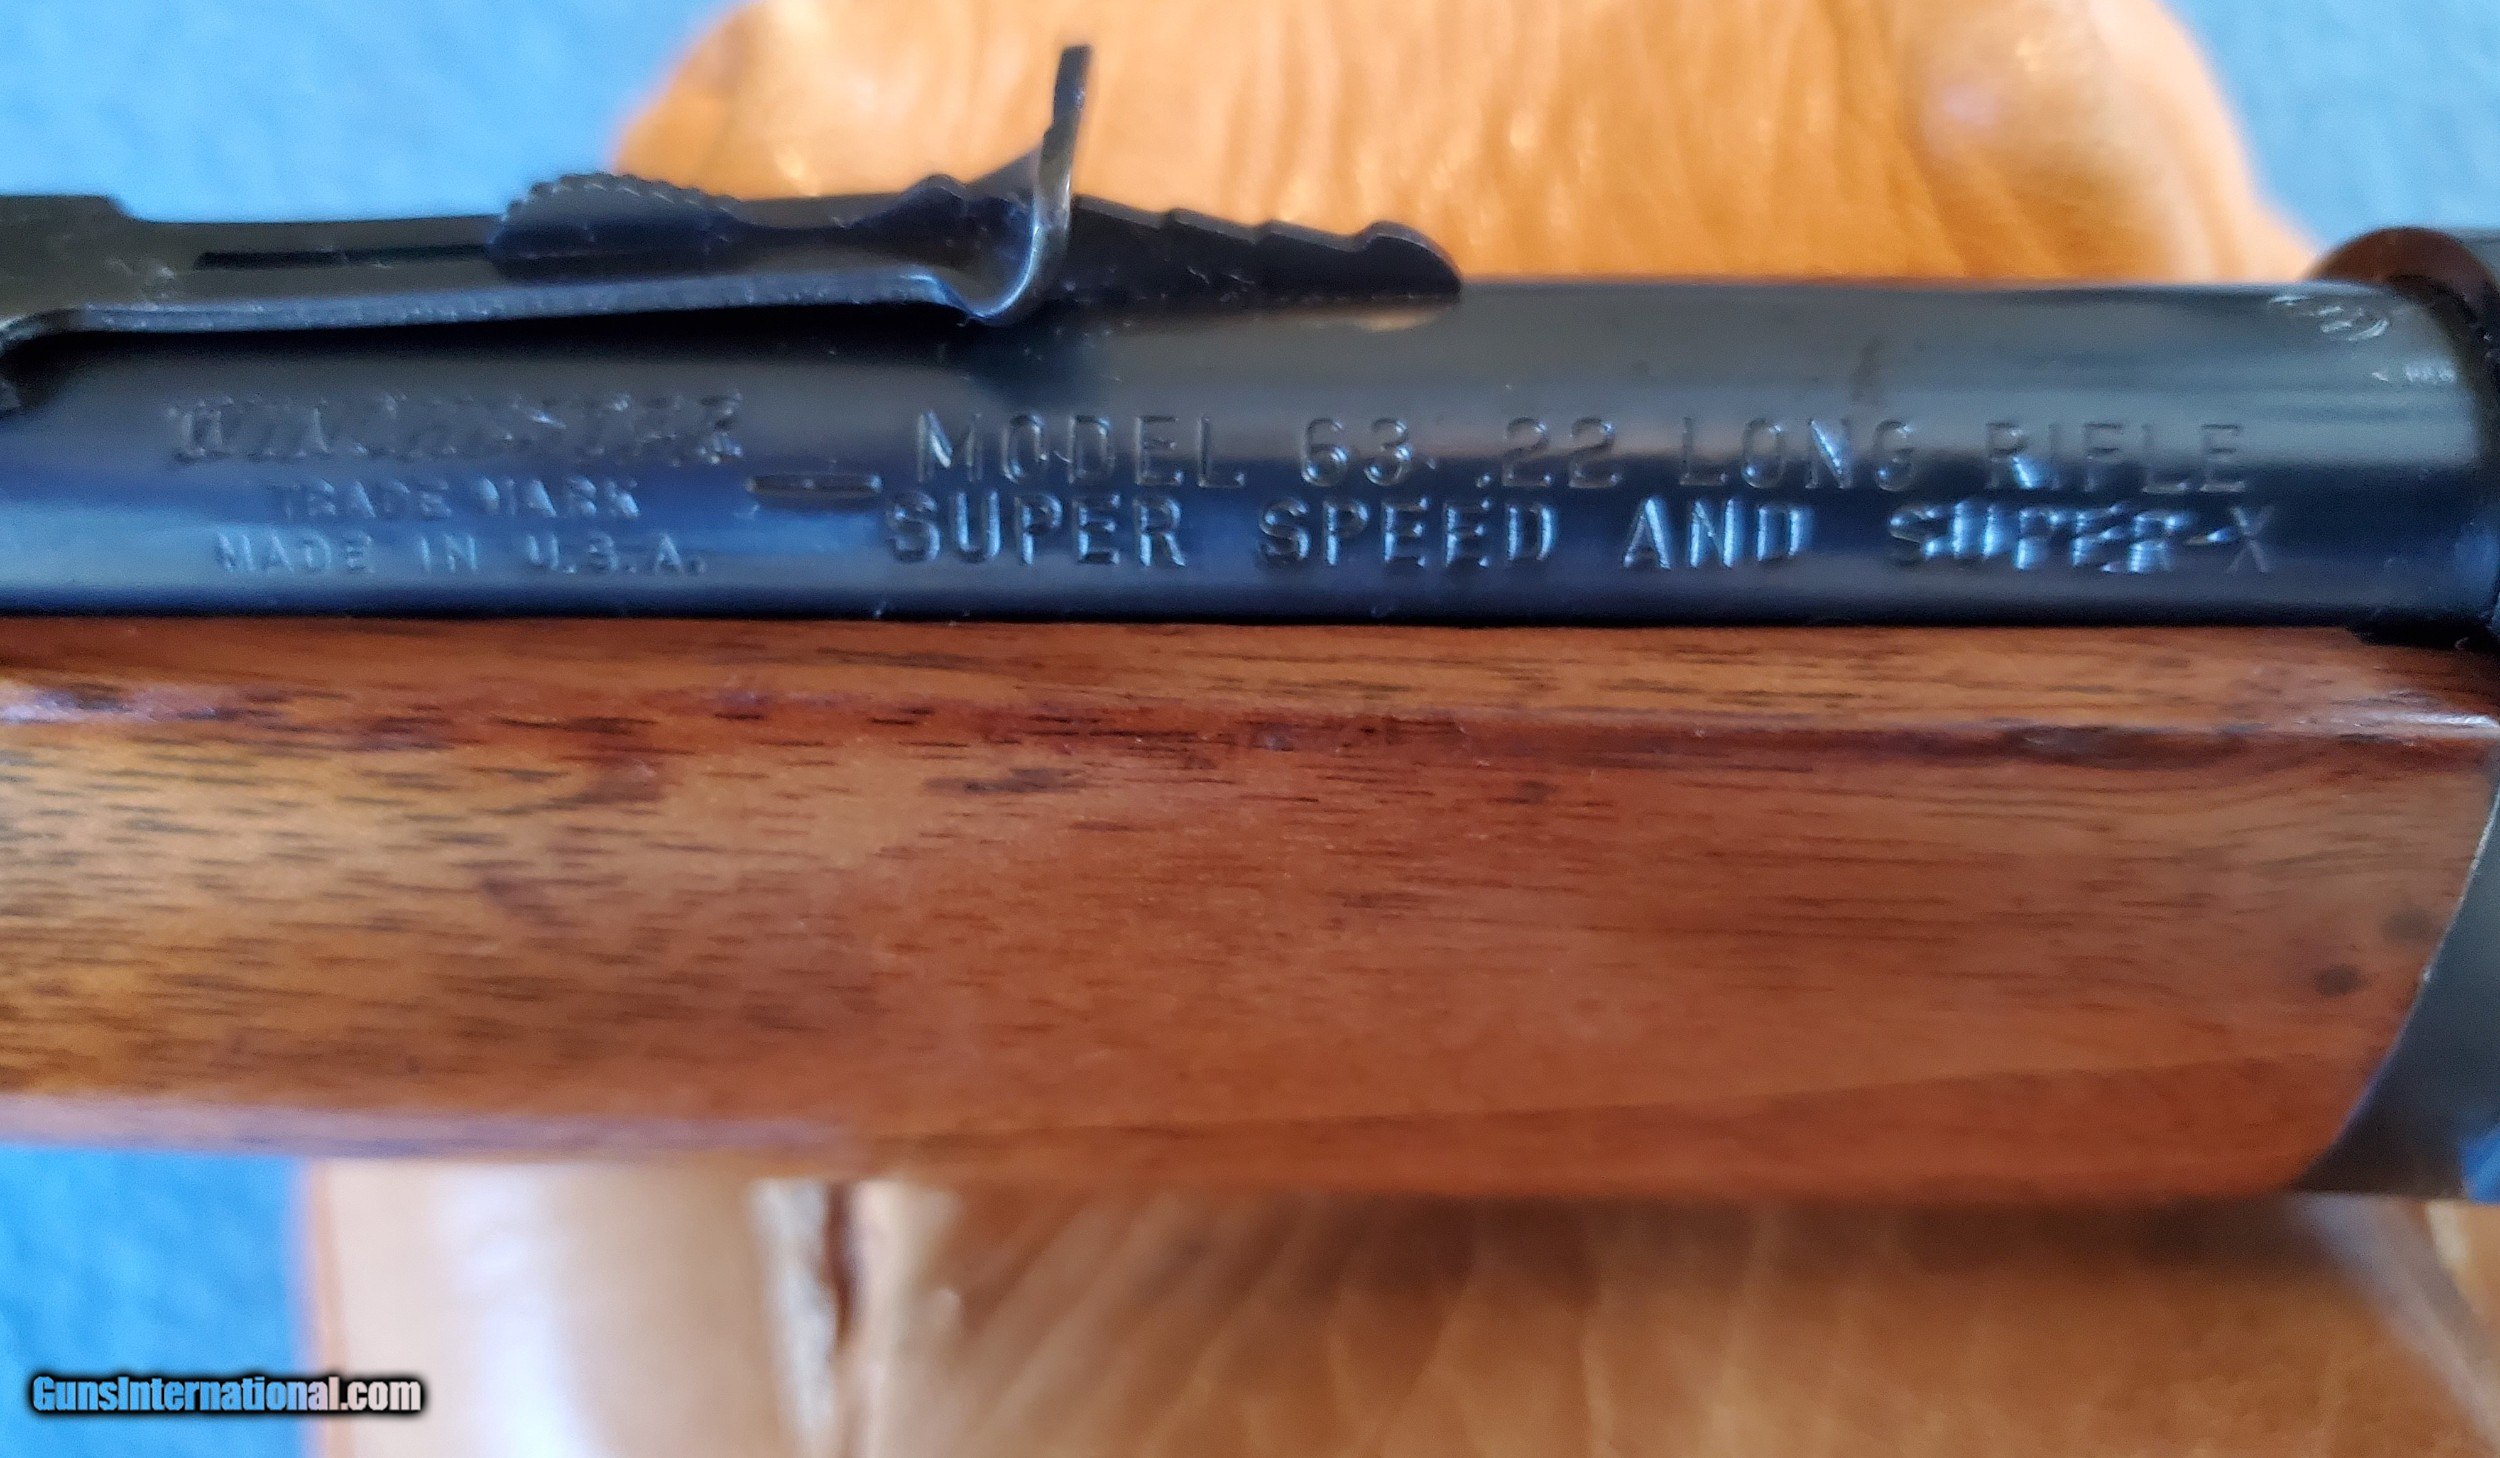 WINCHESTER
TRADE MARK
MADE IN U.S.A.
— MODEL 63 .22 LONG RIFLE
SUPER SPEED AND SUPER-X
GunsInternational.com